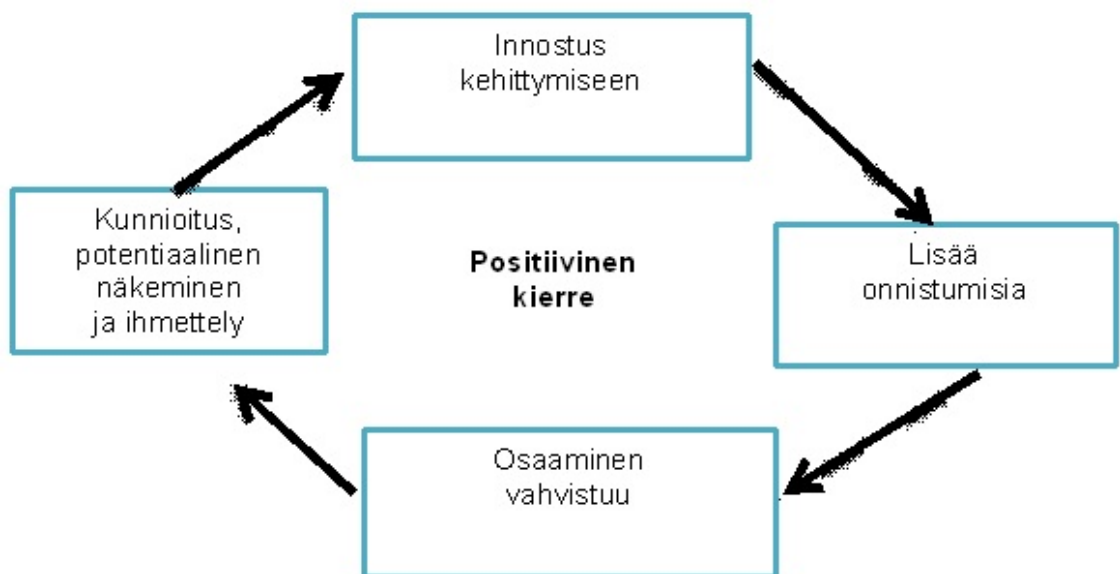 Innostus
kehittymiseen
Kunnioitus,
potentiaalinen
näkeminen
ja ihmettely
Positiivinen
kierre
Lisää
onnistumisia
Osaaminen
vahvistuu